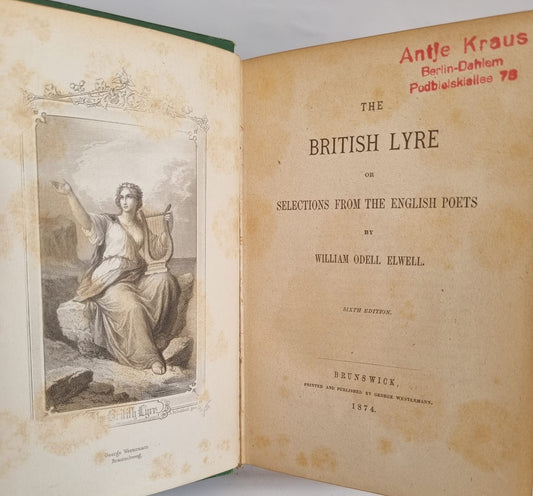 The British Lyre
George Westermann
Braunschweig.
Antje Kraus
Berlin-Dahlem
Podbielskiallee 78
THE
BRITISH LYRE
OR
SELECTIONS FROM THE ENGLISH POETS
BY
WILLIAM ODELL ELWELL.
SIXTH EDITION.
BRUNSWICK,
PRINTED AND PUBLISHED BY GEORGE WESTERMANN,
1874.